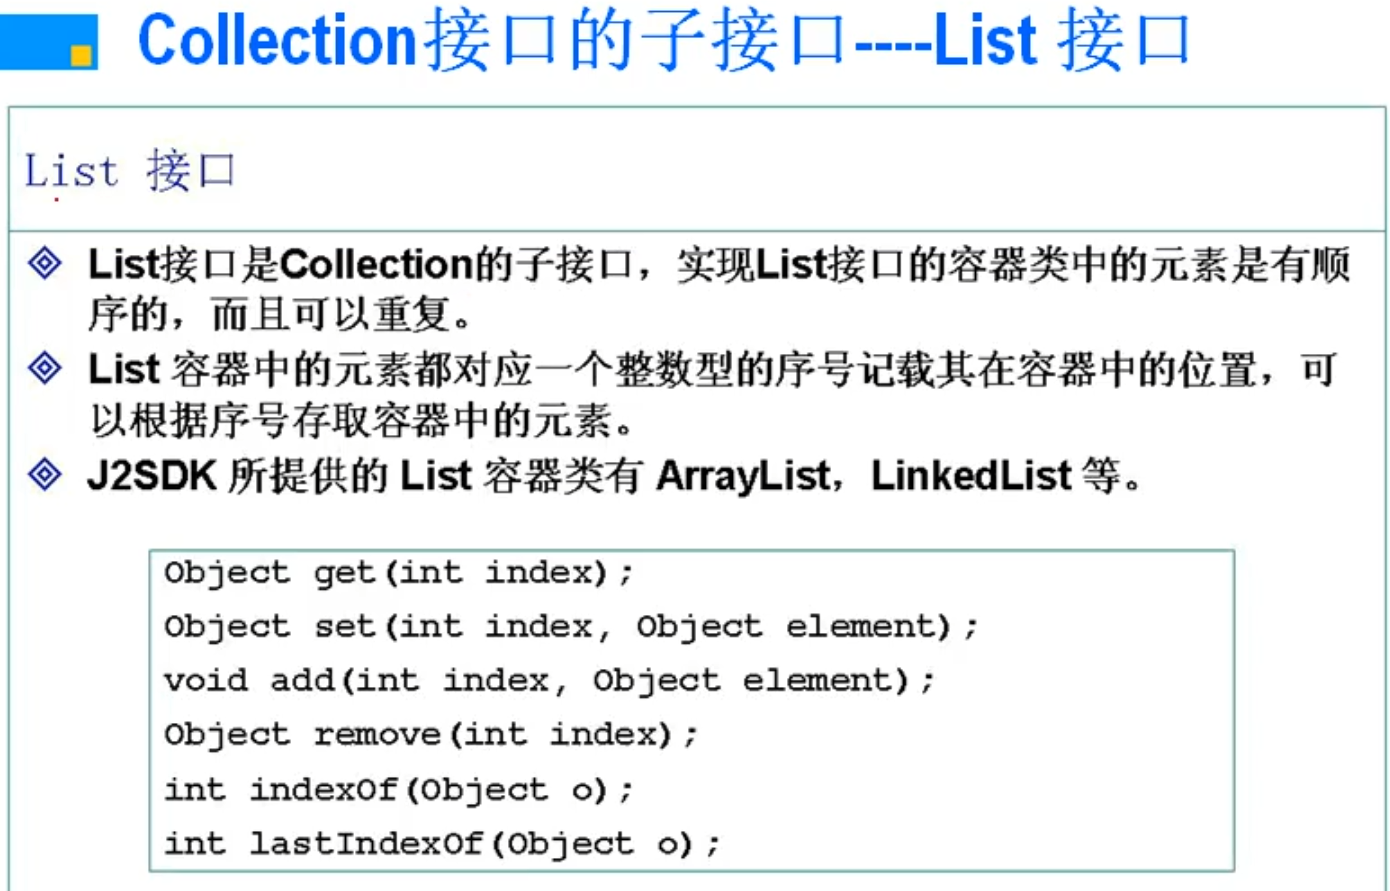 Collection接口的子接口----List 接口
List 接口
List接口是Collection的子接口，实现List接口的容器类中的元素是有顺
序的，而且可以重复。
List 容器中的元素都对应一个整数型的序号记载其在容器中的位置，可
以根据序号存取容器中的元素。
J2SDK 所提供的 List 容器类有 ArrayList，LinkedList 等。
Object get(int index);
Object set(int index, Object element);
void add(int index, Object element);
Object remove(int index);
int indexOf(Object o);
int lastIndexOf(Object o);